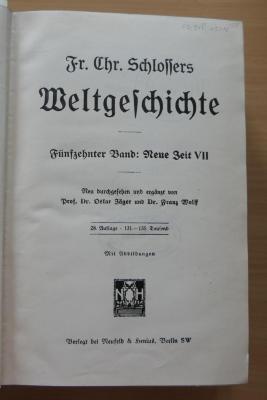 Fr. Chr. Schlossers
Weltgeschichte
Fünfzehnter Band: Neue Zeit VII
Neu durchgesehen und ergänzt von
Prof. Dr. Oskar Jäger und Dr. Franz Wolff
28. Auflage · 131.—135. Tausend
Mit Abbildungen
N H
Verlegt bei Neufeld & Henius, Berlin SW